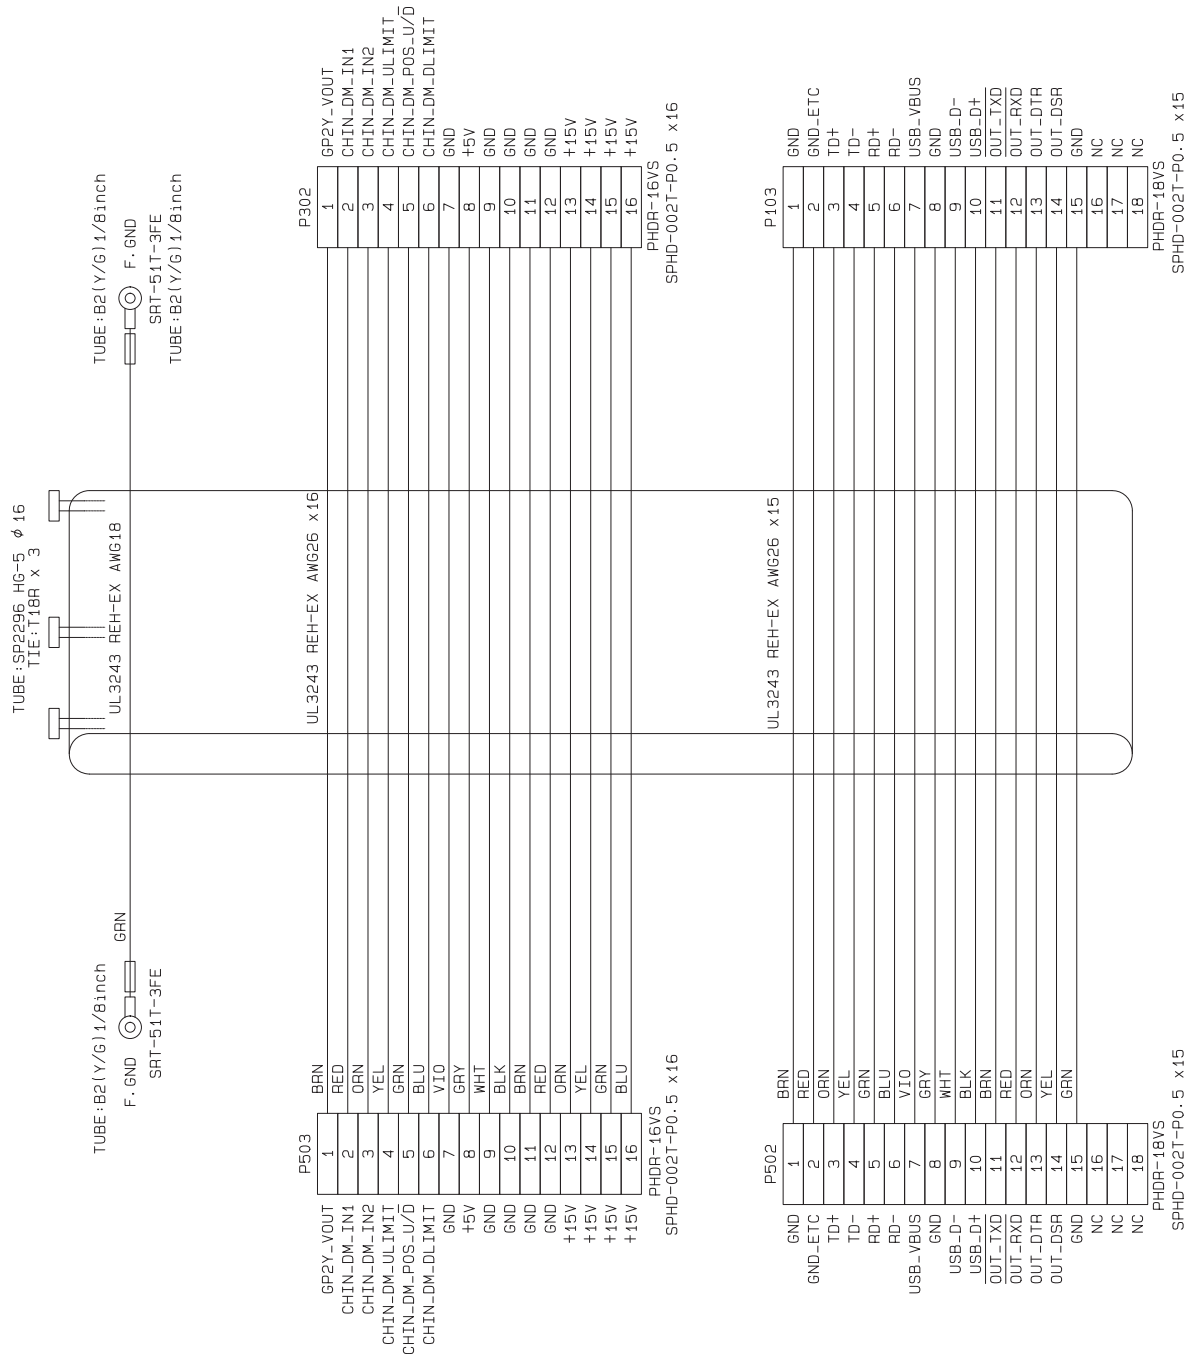 TUBE:SP2296 HG-5 ϕ16
TIE:T18R x 3
TUBE:B2(Y/G)1/8inch
F.GND
SRT-51T-3FE
GRN
UL3243 REH-EX AWG18
TUBE:B2(Y/G)1/8inch
F.GND
SRT-51T-3FE
TUBE:B2(Y/G)1/8inch
P503
UL3243 REH-EX AWG26 x16
P302
GP2Y_VOUT 1 BRN 1 GP2Y_VOUT
CHIN_DM_IN1 2 RED 2 CHIN_DM_IN1
CHIN_DM_IN2 3 ORN 3 CHIN_DM_IN2
CHIN_DM_ULIMIT 4 YEL 4 CHIN_DM_ULIMIT
CHIN_DM_POS_U/D̅ 5 GRN 5 CHIN_DM_POS_U/D̅
CHIN_DM_DLIMIT 6 BLU 6 CHIN_DM_DLIMIT
GND 7 VIO 7 GND
+5V 8 GRY 8 +5V
GND 9 WHT 9 GND
GND 10 BLK 10 GND
GND 11 BRN 11 GND
GND 12 RED 12 GND
+15V 13 ORN 13 +15V
+15V 14 YEL 14 +15V
+15V 15 GRN 15 +15V
+15V 16 BLU 16 +15V
PHDR-16VS
SPHD-002T-P0.5 x16
PHDR-16VS
SPHD-002T-P0.5 x16
P502
UL3243 REH-EX AWG26 x15
P103
GND 1 BRN 1 GND
GND_ETC 2 RED 2 GND_ETC
TD+ 3 ORN 3 TD+
TD- 4 YEL 4 TD-
RD+ 5 GRN 5 RD+
RD- 6 BLU 6 RD-
USB_VBUS 7 VIO 7 USB_VBUS
GND 8 GRY 8 GND
USB_D- 9 WHT 9 USB_D-
USB_D+ 10 BLK 10 USB_D+
OUT_TXD 11 BRN 11 OUT_TXD
OUT_RXD 12 RED 12 OUT_RXD
OUT_DTR 13 ORN 13 OUT_DTR
OUT_DSR 14 YEL 14 OUT_DSR
GND 15 GRN 15 GND
NC 16 16 NC
NC 17 17 NC
NC 18 18 NC
PHDR-18VS
SPHD-002T-P0.5 x15
PHDR-18VS
SPHD-002T-P0.5 x15